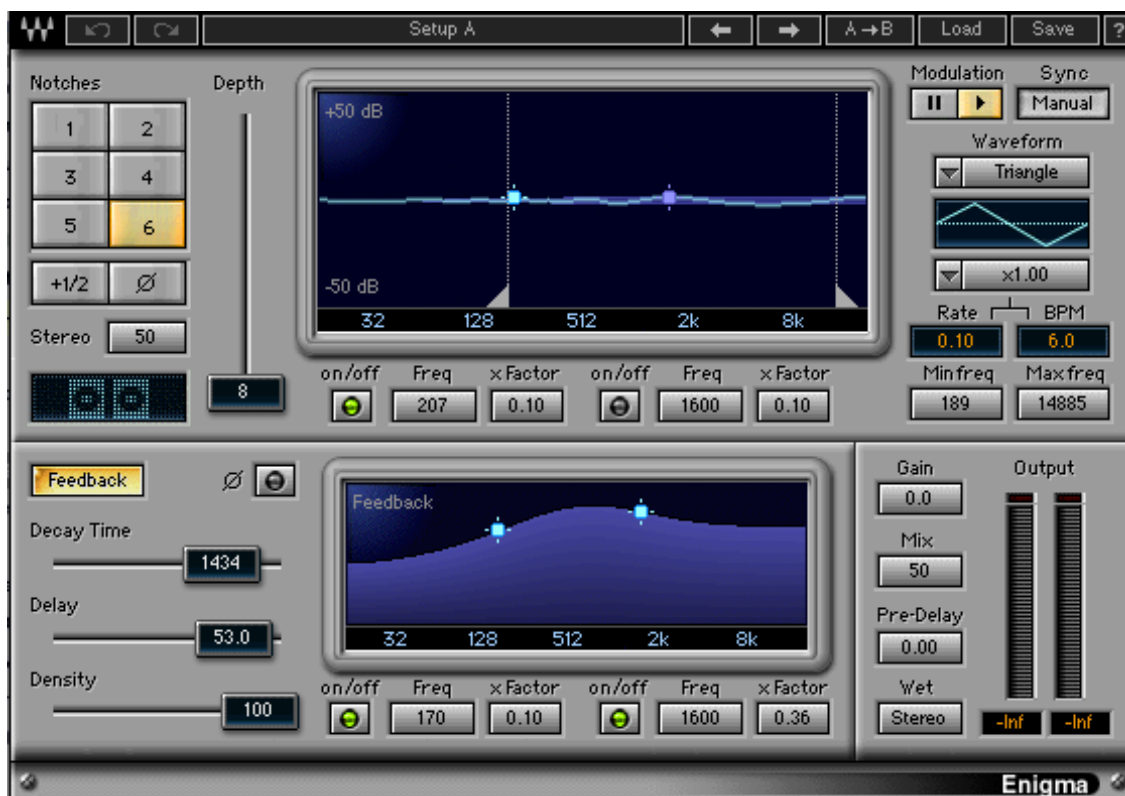 Setup A A→B Load Save ?
Notches Depth Modulation Sync
+50 dB Manual
1 2
Waveform
3 4 Triangle
5 6
+1/2 Ø -50 dB x1.00
32 128 512 2k 8k Rate BPM
Stereo 50 0.10 6.0
on/off Freq x Factor on/off Freq x Factor Min freq Max freq
8 207 0.10 1600 0.10 189 14885
Feedback Ø Feedback Gain Output
0.0
Decay Time Mix
1434 50
Delay Pre-Delay
53.0 32 128 512 2k 8k 0.00
Density on/off Freq x Factor on/off Freq x Factor Wet
100 170 0.10 1600 0.36 Stereo -Inf -Inf
Enigma